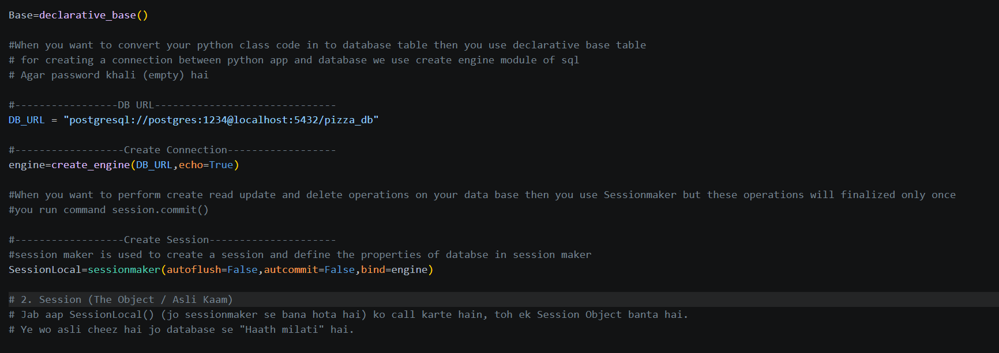 Base=declarative_base()
#When you want to convert your python class code in to database table then you use declarative base table
# for creating a connection between python app and database we use create engine module of sql
# Agar password khali (empty) hai
#-----------------DB URL------------------------------
DB_URL = "postgresql://postgres:1234@localhost:5432/pizza_db"
#------------------Create Connection------------------
engine=create_engine(DB_URL,echo=True)
#When you want to perform create read update and delete operations on your data base then you use Sessionmaker but these operations will finalized only once
#you run command session.commit()
#------------------Create Session---------------------
#session maker is used to create a session and define the properties of databse in session maker
SessionLocal=sessionmaker(autoflush=False,autcommit=False,bind=engine)
# 2. Session (The Object / Asli Kaam)
# Jab aap SessionLocal() (jo sessionmaker se bana hota hai) ko call karte hain, toh ek Session Object banta hai.
# Ye wo asli cheez hai jo database se "Haath milati" hai.